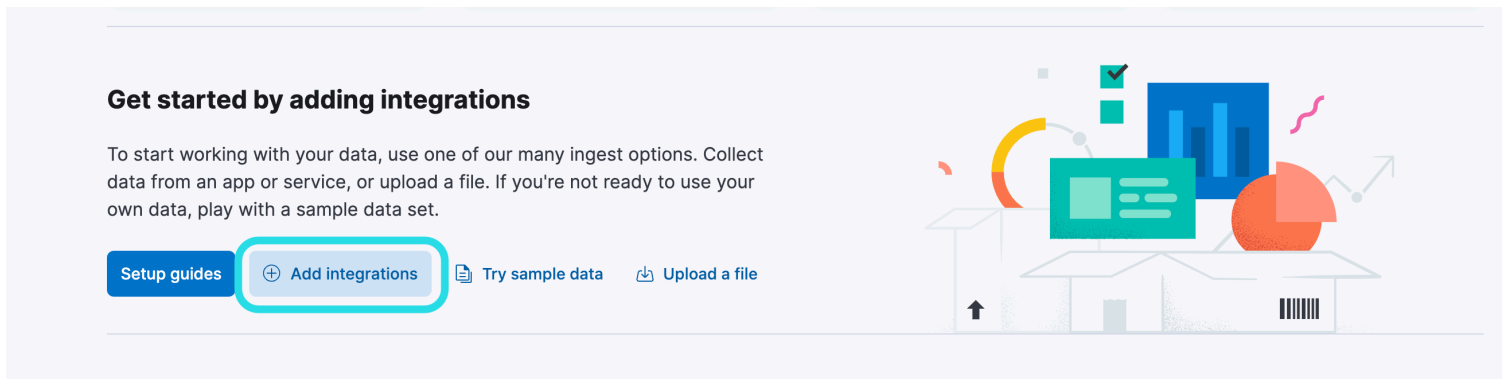 Get started by adding integrations
To start working with your data, use one of our many ingest options. Collect
data from an app or service, or upload a file. If you're not ready to use your
own data, play with a sample data set.
Setup guides Add integrations Try sample data Upload a file